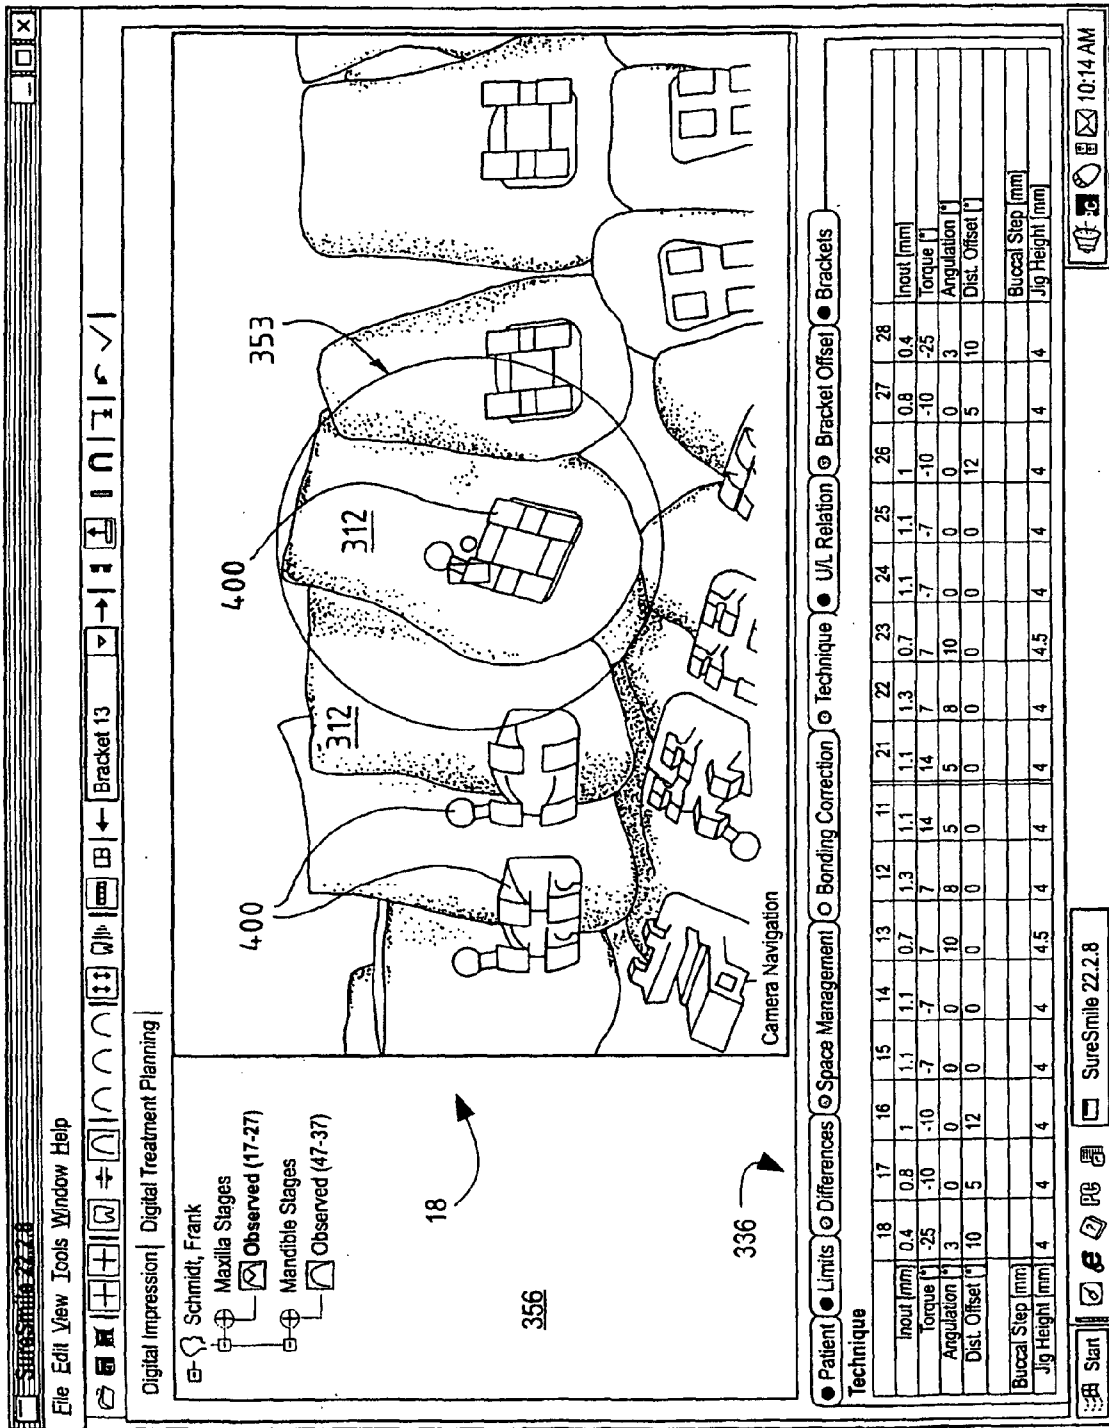 SureSmile 22.2.8
File Edit View Tools Window Help
Bracket 13
Digital Impression Digital Treatment Planning
Schmidt, Frank
Maxilla Stages
Observed (17-27)
Mandible Stages
Observed (47-37)
18
356
336
400
400
312
312
353
Camera Navigation
Patient Limits Differences Space Management Bonding Correction Technique U/L Relation Bracket Offset Brackets
Technique
18 17 16 15 14 13 12 11 21 22 23 24 25 26 27 28
Inout [mm] 0.4 0.8 1 1.1 1.1 0.7 1.3 1.1 1.1 1.3 0.7 1.1 1.1 1 0.8 0.4 Inout [mm]
Torque [°] -25 -10 -10 -7 -7 7 7 14 14 7 7 -7 -7 -10 -10 -25 Torque [°]
Angulation [°] 3 0 0 0 0 10 8 5 5 8 10 0 0 0 0 3 Angulation [°]
Dist. Offset [°] 10 5 12 0 0 0 0 0 0 0 0 0 0 12 5 10 Dist. Offset [°]
Buccal Step [mm] Buccal Step [mm]
Jig Height [mm] 4 4 4 4 4 4.5 4 4 4 4 4.5 4 4 4 4 4 Jig Height [mm]
Start SureSmile 22.2.8 10:14 AM